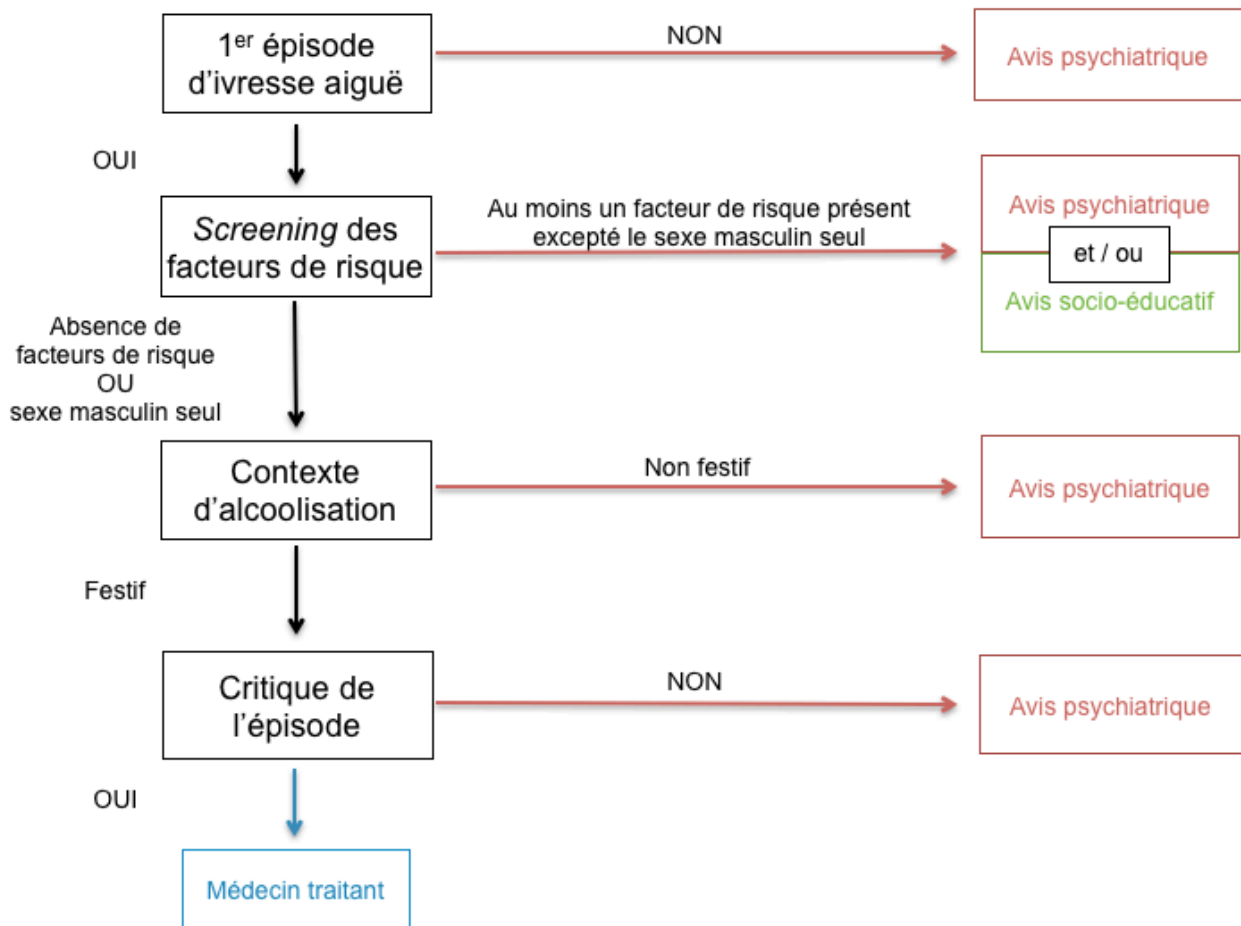 1er épisode
d'ivresse aiguë
NON
Avis psychiatrique
OUI
Screening des
facteurs de risque
Au moins un facteur de risque présent
excepté le sexe masculin seul
Avis psychiatrique
et / ou
Avis socio-éducatif
Absence de
facteurs de risque
OU
sexe masculin seul
Contexte
d'alcoolisation
Non festif
Avis psychiatrique
Festif
Critique de
l'épisode
NON
Avis psychiatrique
OUI
Médecin traitant